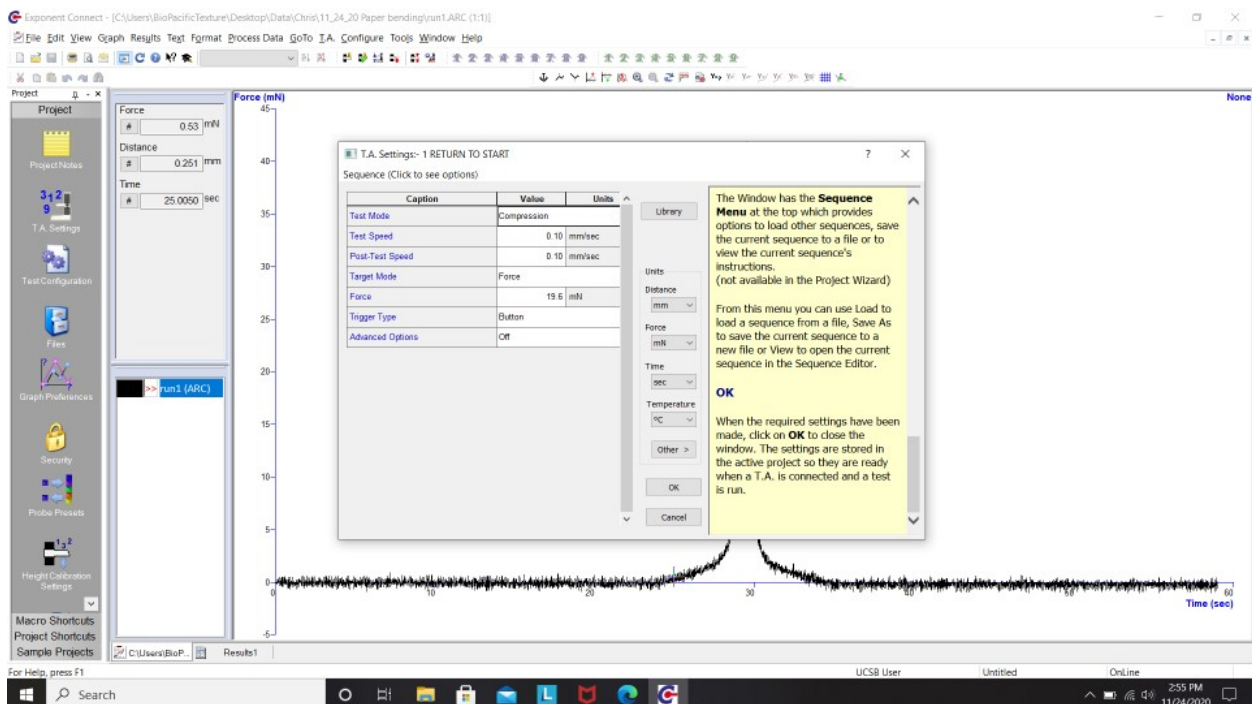 Exponent Connect - [C:\Users\BioPacificTexture\Desktop\Data\Chris\11_24_20 Paper bending\run1.ARC (1:1)]
File Edit View Graph Results Text Format Process Data GoTo T.A. Configure Tools Window Help
Project
Project
Project Notes
T.A. Settings
Test Configuration
Files
Graph Preferences
Security
Probe Presets
Height Calibration
Settings
Macro Shortcuts
Project Shortcuts
Sample Projects
Force
# 0.53 mN
Distance
# 0.251 mm
Time
# 25.0050 sec
>> run1 (ARC)
Force (mN)
None
45
40
35
30
25
20
15
10
5
0
-5
0 10 20 30 40 50 60
Time (sec)
T.A. Settings:- 1 RETURN TO START
? ×
Sequence (Click to see options)
Caption Value Units
Test Mode Compression
Test Speed 0.10 mm/sec
Post-Test Speed 0.10 mm/sec
Target Mode Force
Force 19.6 mN
Trigger Type Button
Advanced Options Off
Library
Units
Distance
mm
Force
mN
Time
sec
Temperature
°C
Other >
OK
Cancel
The Window has the Sequence
Menu at the top which provides
options to load other sequences, save
the current sequence to a file or to
view the current sequence's
instructions.
(not available in the Project Wizard)
From this menu you can use Load to
load a sequence from a file, Save As
to save the current sequence to a
new file or View to open the current
sequence in the Sequence Editor.
OK
When the required settings have been
made, click on OK to close the
window. The settings are stored in
the active project so they are ready
when a T.A. is connected and a test
is run.
C:\Users\BioP... Results1
For Help, press F1
UCSB User Untitled OnLine
Search
2:55 PM
11/24/2020